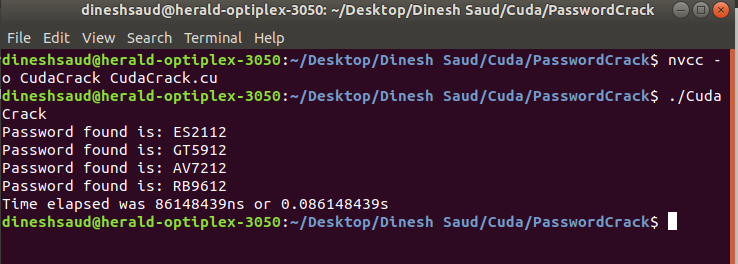 dineshsaud@herald-optiplex-3050: ~/Desktop/Dinesh Saud/Cuda/PasswordCrack
File Edit View Search Terminal Help
dineshsaud@herald-optiplex-3050:~/Desktop/Dinesh Saud/Cuda/PasswordCrack$ nvcc -
o CudaCrack CudaCrack.cu
dineshsaud@herald-optiplex-3050:~/Desktop/Dinesh Saud/Cuda/PasswordCrack$ ./Cuda
Crack
Password found is: ES2112
Password found is: GT5912
Password found is: AV7212
Password found is: RB9612
Time elapsed was 86148439ns or 0.086148439s
dineshsaud@herald-optiplex-3050:~/Desktop/Dinesh Saud/Cuda/PasswordCrack$